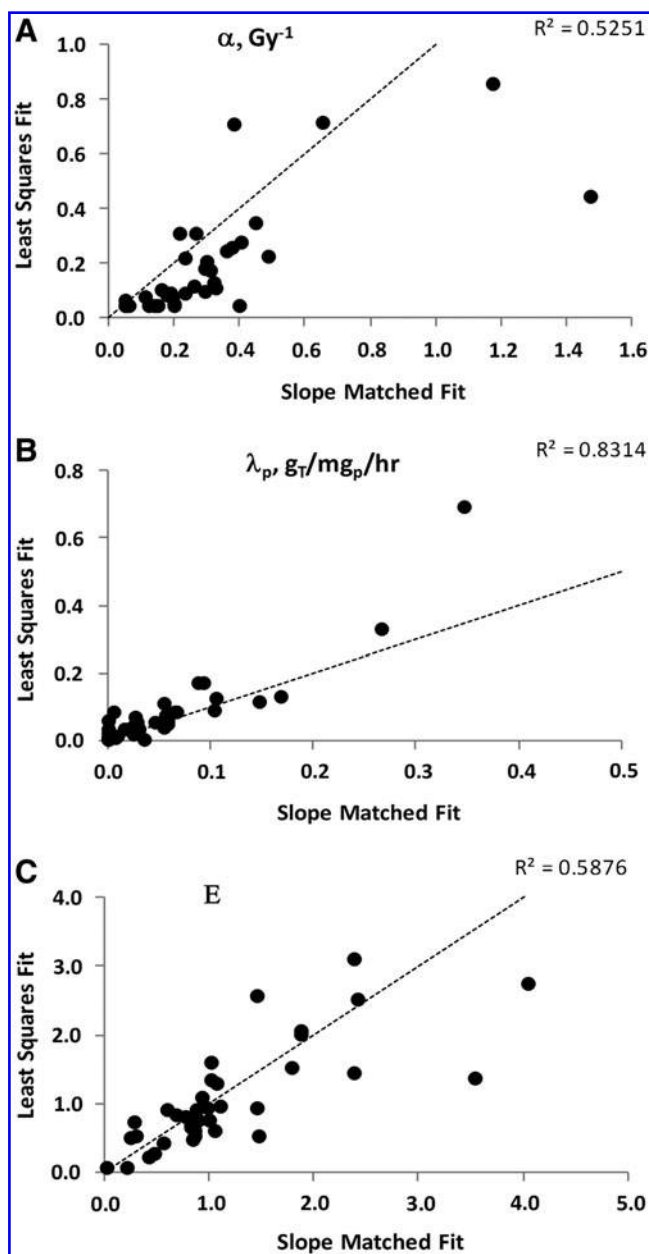 A
α, Gy⁻¹
R² = 0.5251
Least Squares Fit
1.0
0.8
0.6
0.4
0.2
0.0
0.0 0.2 0.4 0.6 0.8 1.0 1.2 1.4 1.6
Slope Matched Fit
B
λp, gT/mgp/hr
R² = 0.8314
Least Squares Fit
0.8
0.6
0.4
0.2
0.0
0.0 0.1 0.2 0.3 0.4 0.5
Slope Matched Fit
C
E
R² = 0.5876
Least Squares Fit
4.0
3.0
2.0
1.0
0.0
0.0 1.0 2.0 3.0 4.0 5.0
Slope Matched Fit